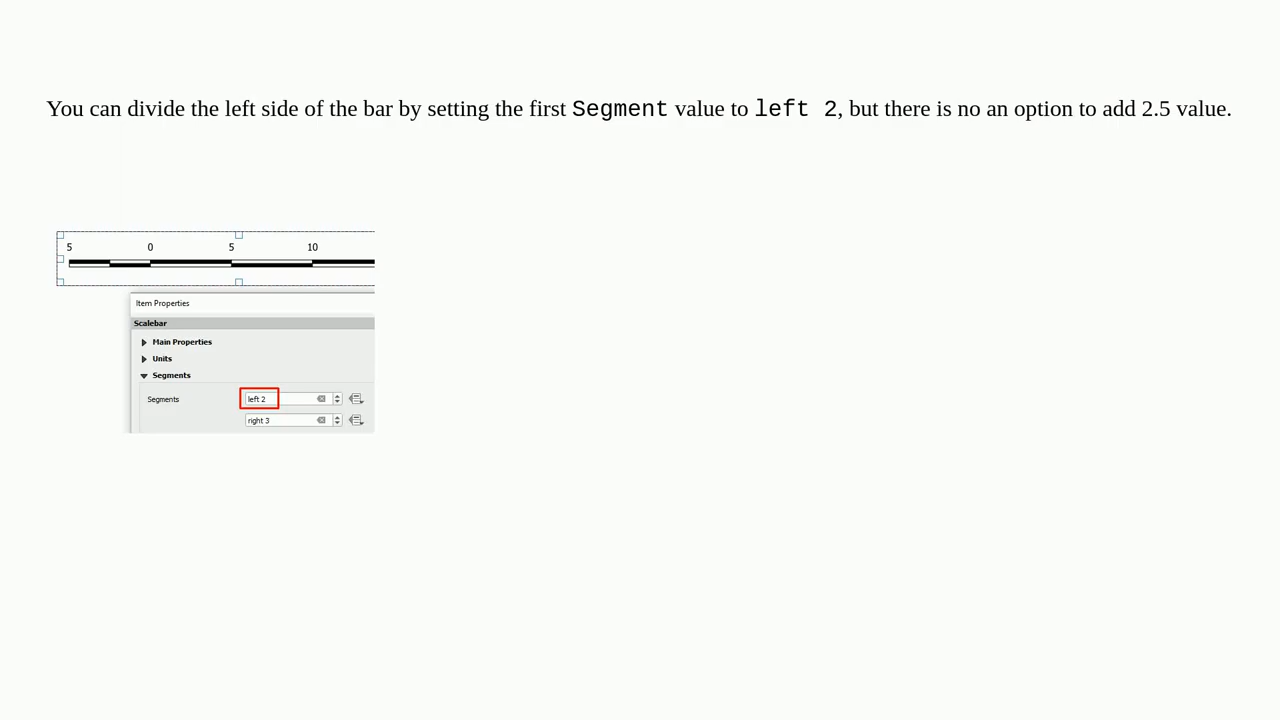 You can divide the left side of the bar by setting the first Segment value to left 2, but there is no an option to add 2.5 value.
5 0 5 10
Item Properties
Scalebar
Main Properties
Units
Segments
Segments left 2
right 3